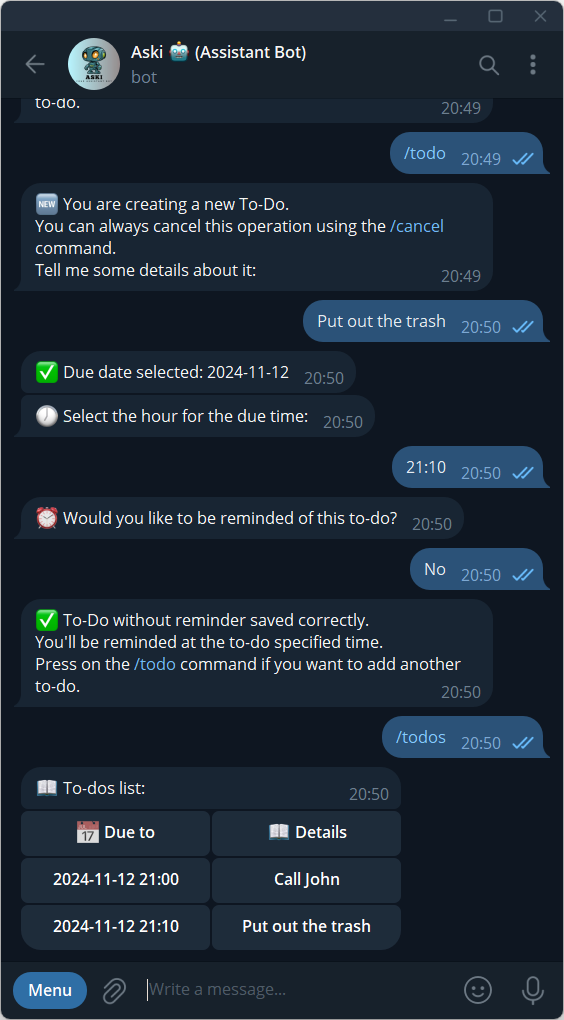 Aski 🤖 (Assistant Bot)
bot
ASKI
to-do.
20:49
/todo 20:49
🆕 You are creating a new To-Do.
You can always cancel this operation using the /cancel
command.
Tell me some details about it:
20:49
Put out the trash 20:50
✅ Due date selected: 2024-11-12 20:50
🕖 Select the hour for the due time: 20:50
21:10 20:50
⏰ Would you like to be reminded of this to-do? 20:50
No 20:50
✅ To-Do without reminder saved correctly.
You'll be reminded at the to-do specified time.
Press on the /todo command if you want to add another
to-do.
20:50
/todos 20:50
📖 To-dos list: 20:50
📅 Due to 📖 Details
2024-11-12 21:00 Call John
2024-11-12 21:10 Put out the trash
Menu Write a message...